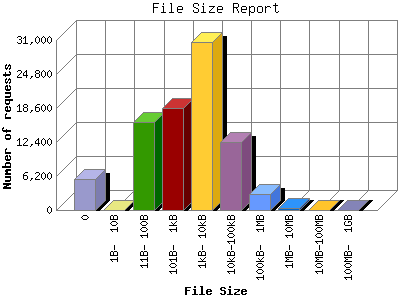 File Size Report
Number of requests
31,000
24,800
18,600
12,400
6,200
0
0
1B- 10B
11B- 100B
101B- 1kB
1kB- 10kB
10kB-100kB
100kB- 1MB
1MB- 10MB
10MB-100MB
100MB- 1GB
File Size